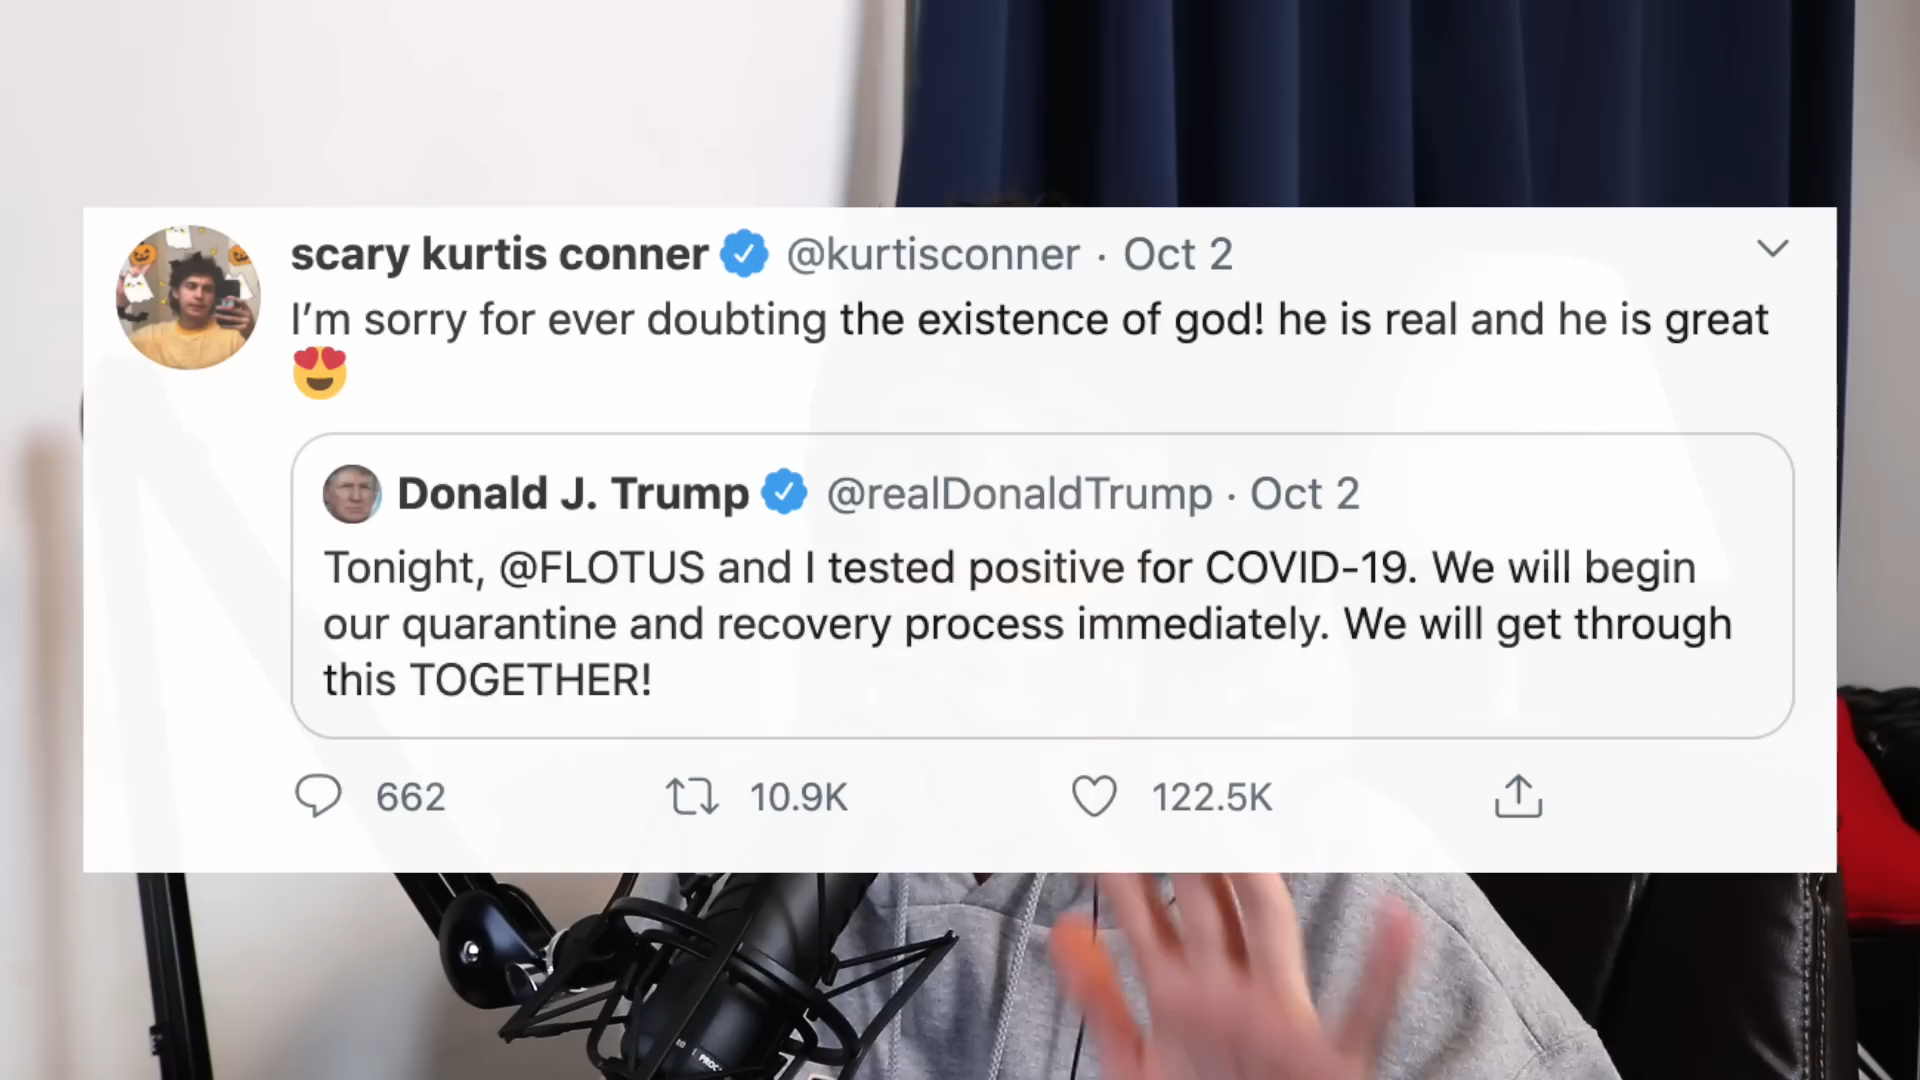 scary kurtis conner @kurtisconner · Oct 2
I’m sorry for ever doubting the existence of god! he is real and he is great
😍
Donald J. Trump @realDonaldTrump · Oct 2
Tonight, @FLOTUS and I tested positive for COVID-19. We will begin
our quarantine and recovery process immediately. We will get through
this TOGETHER!
662 10.9K 122.5K